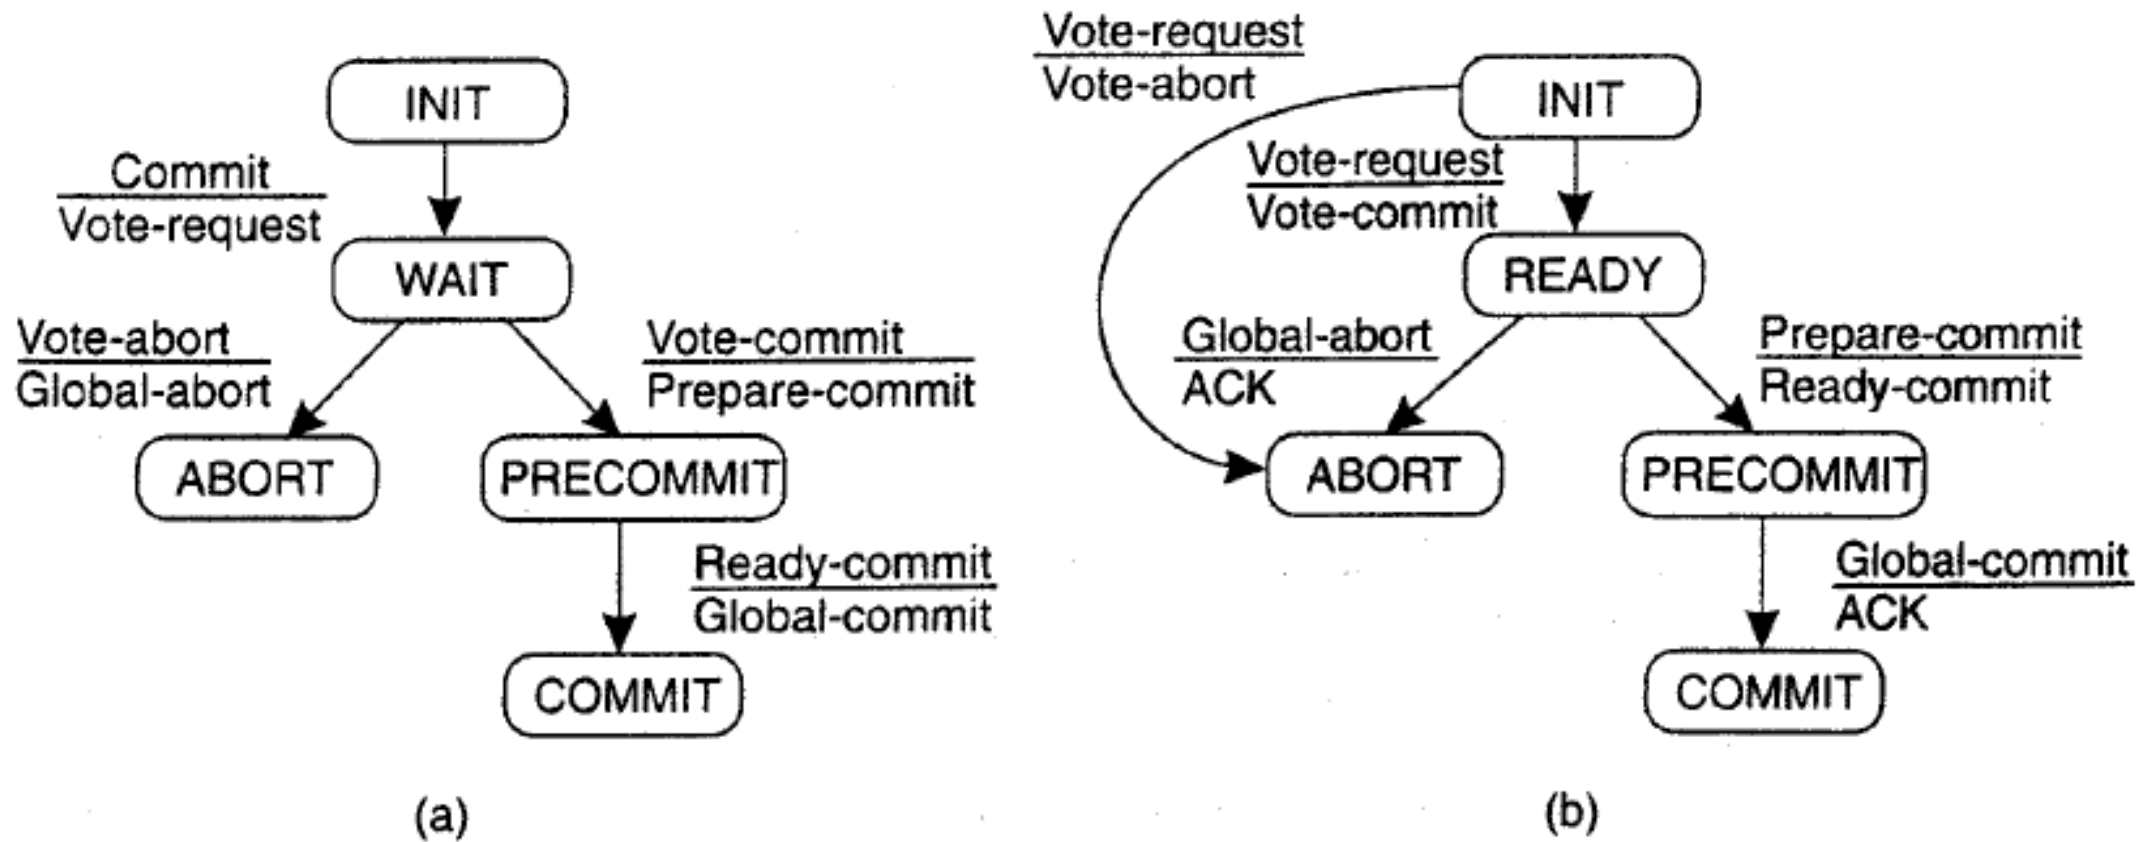 INIT
Commit
Vote-request
WAIT
Vote-abort
Global-abort
Vote-commit
Prepare-commit
ABORT
PRECOMMIT
Ready-commit
Global-commit
COMMIT
(a)
Vote-request
Vote-abort
INIT
Vote-request
Vote-commit
READY
Global-abort
ACK
Prepare-commit
Ready-commit
ABORT
PRECOMMIT
Global-commit
ACK
COMMIT
(b)